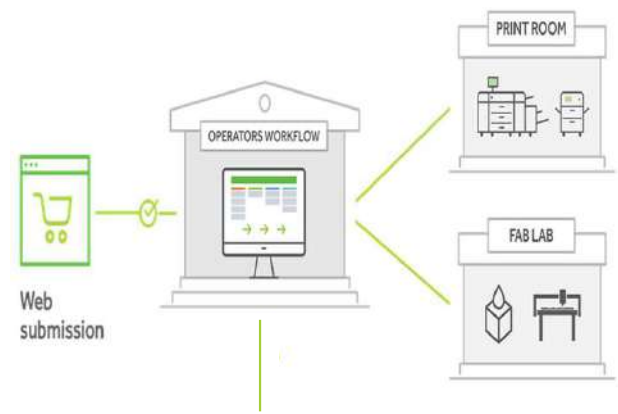 PRINT ROOM
OPERATORS WORKFLOW
FAB LAB
Web
submission